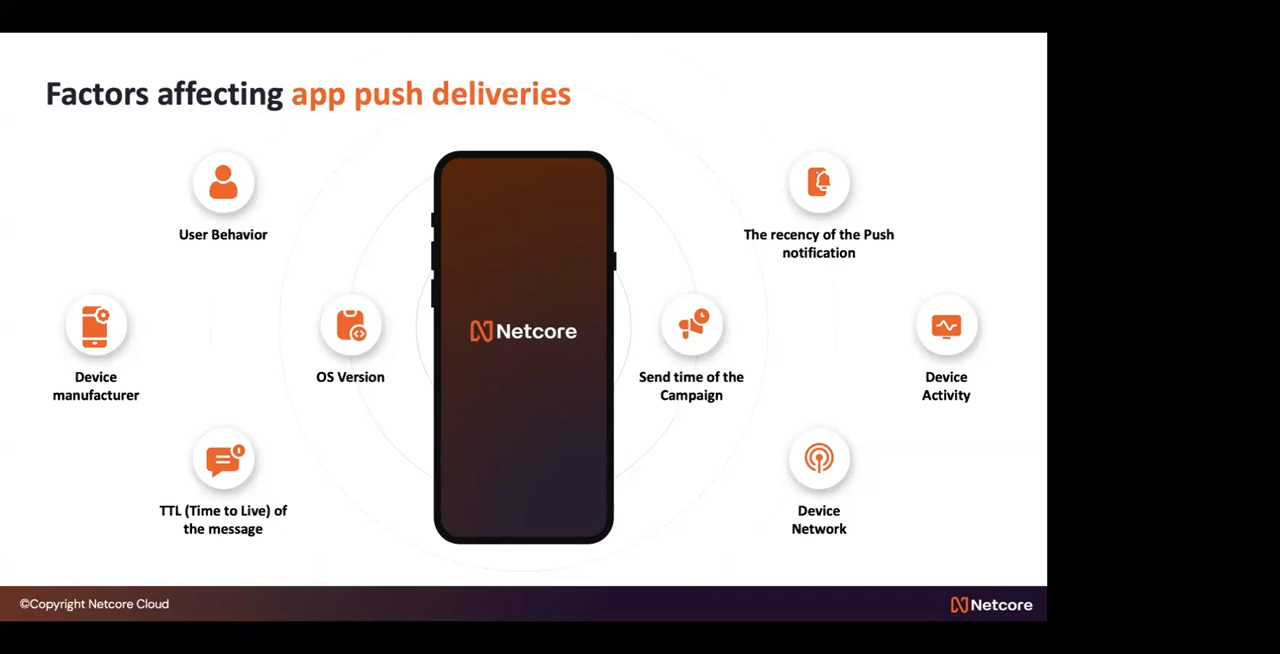 Factors affecting app push deliveries
User Behavior
The recency of the Push
notification
Device
manufacturer
OS Version
Netcore
Send time of the
Campaign
Device
Activity
TTL (Time to Live) of
the message
Device
Network
©Copyright Netcore Cloud
Netcore